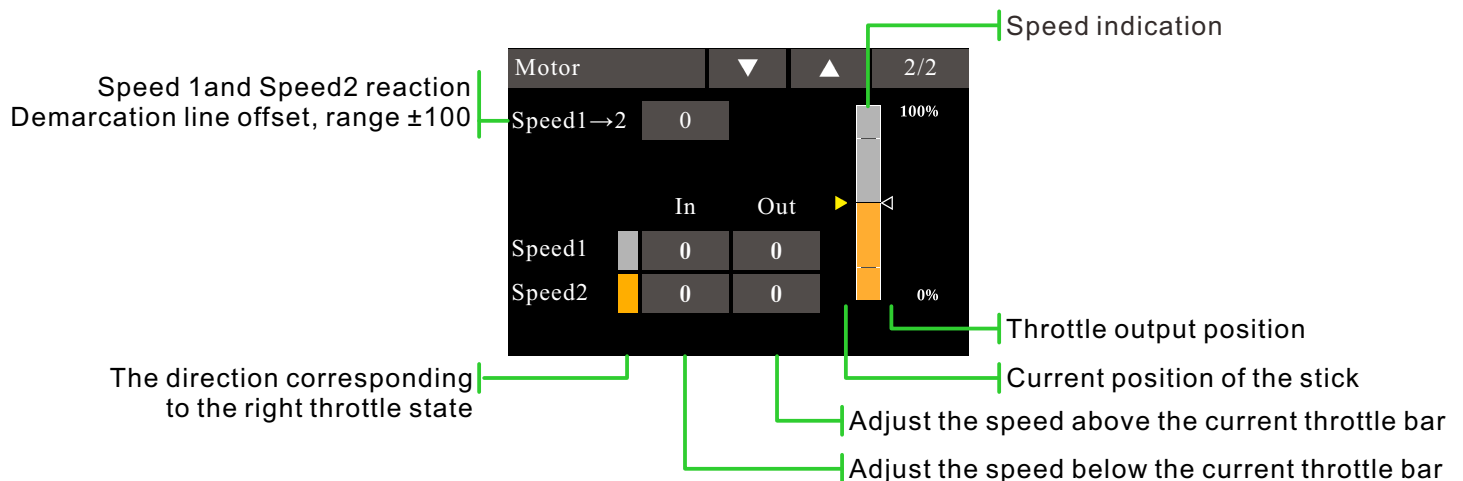 Speed indication
Motor ▼ ▲ 2/2
Speed 1and Speed2 reaction
Demarcation line offset, range ±100
Speed1→2 0
100%
In Out
Speed1 0 0
Speed2 0 0
0%
Throttle output position
The direction corresponding
to the right throttle state
Current position of the stick
Adjust the speed above the current throttle bar
Adjust the speed below the current throttle bar